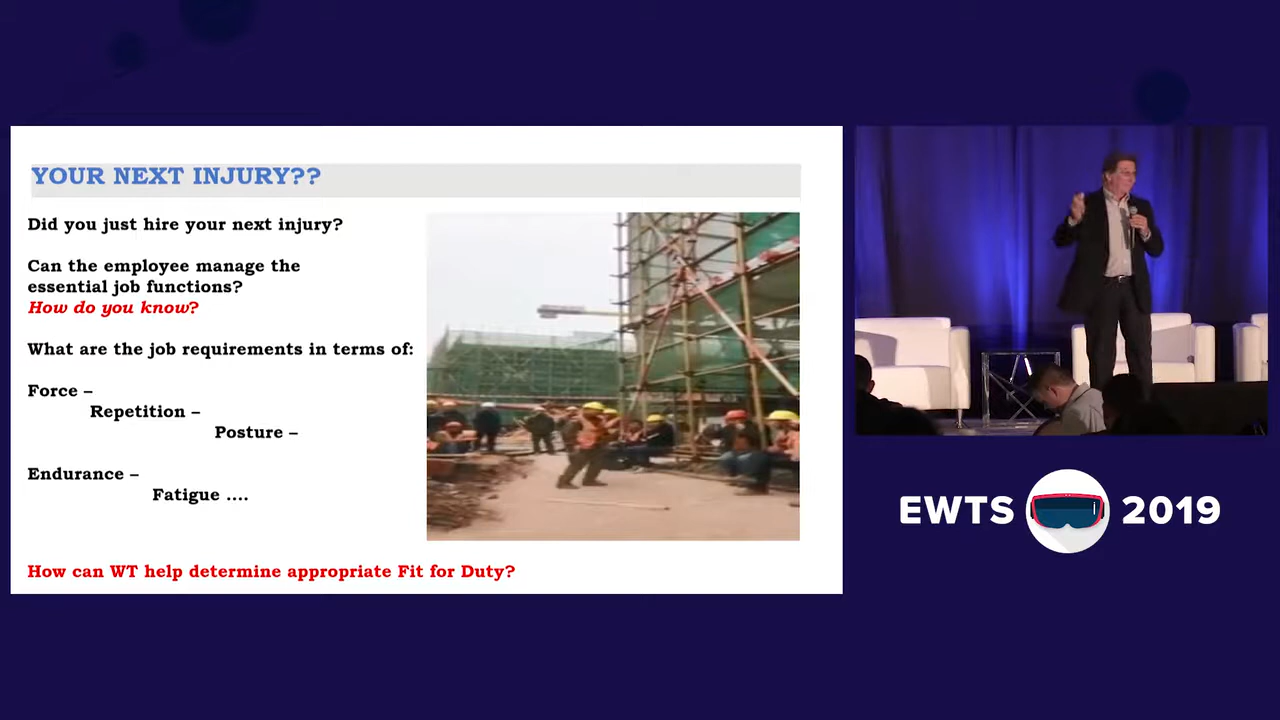 YOUR NEXT INJURY??
Did you just hire your next injury?
Can the employee manage the
essential job functions?
How do you know?
What are the job requirements in terms of:
Force –
Repetition –
Posture –
Endurance –
Fatigue ....
How can WT help determine appropriate Fit for Duty?
EWTS 2019